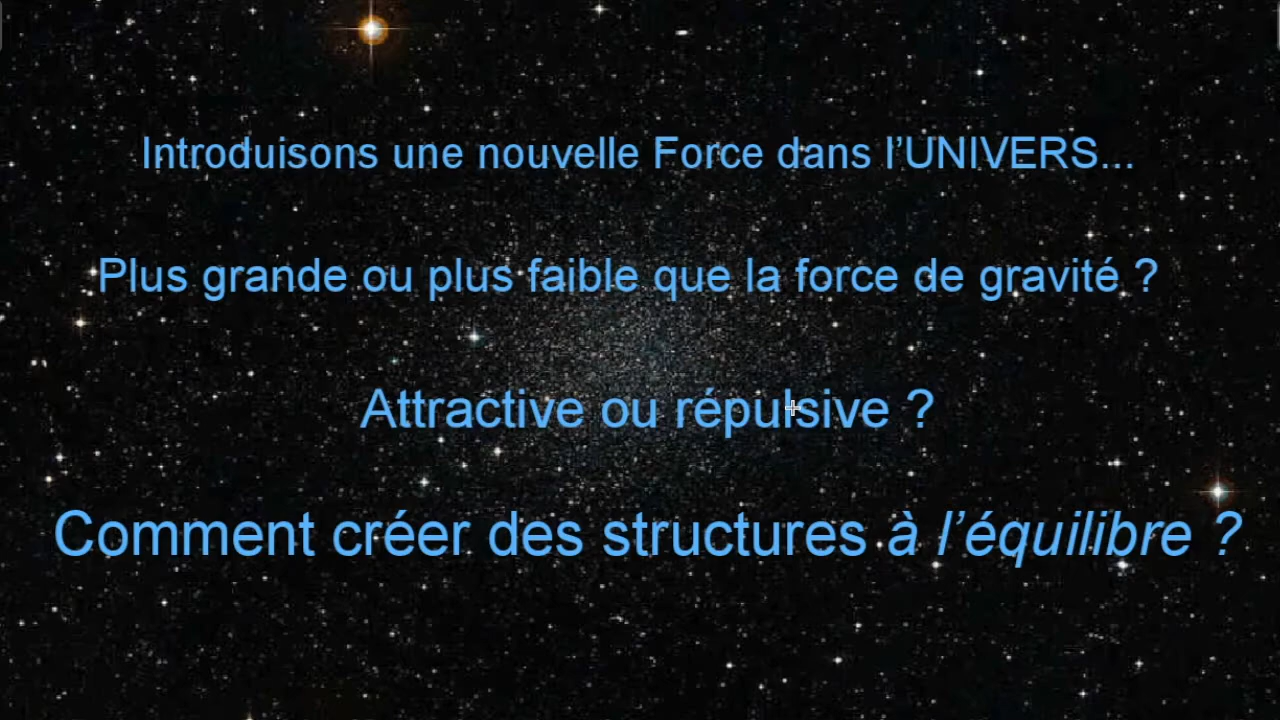 Introduisons une nouvelle Force dans l’UNIVERS...
Plus grande ou plus faible que la force de gravité ?
Attractive ou répulsive ?
Comment créer des structures à l’équilibre ?